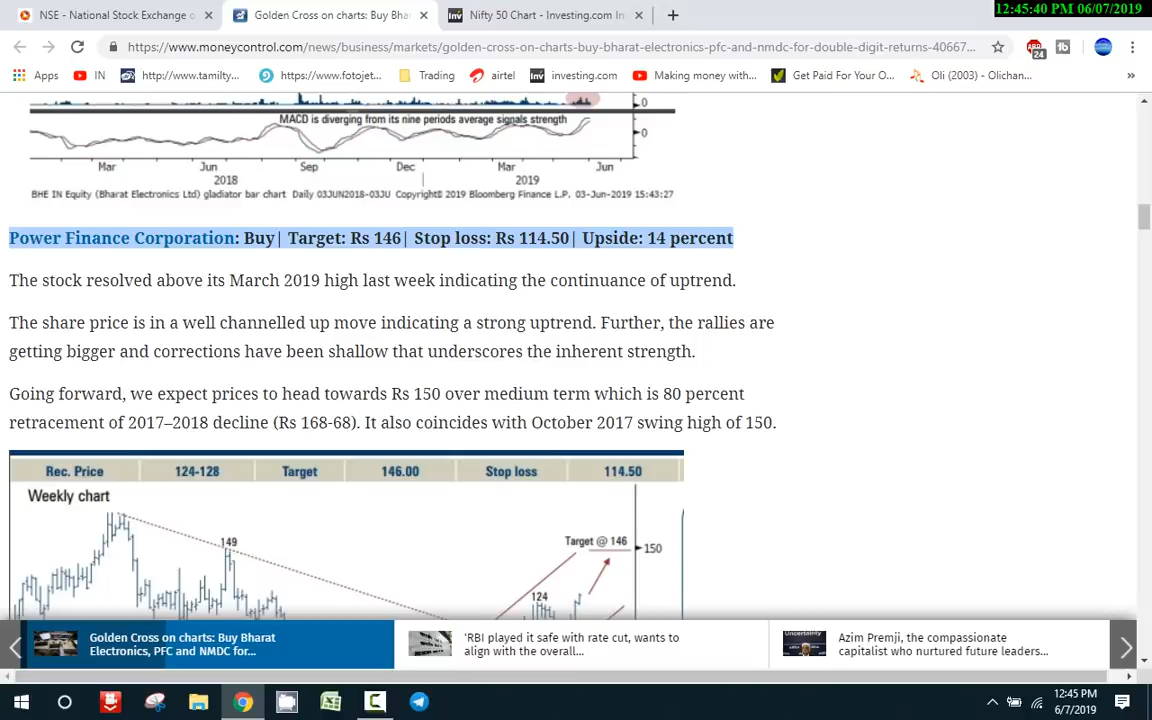 12:45:40 PM 06/07/2019
NSE - National Stock Exchange o
Golden Cross on charts: Buy Bha
Nifty 50 Chart - Investing.com In
https://www.moneycontrol.com/news/business/markets/golden-cross-on-charts-buy-bharat-electronics-pfc-and-nmdc-for-double-digit-returns-40667...
Apps
IN
http://www.tamilty...
https://www.fotojet...
Trading
airtel
investing.com
Making money with...
Get Paid For Your O...
Oli (2003) - Olichan...
»
24
0
MACD is diverging from its nine periods average signals strength
0
Mar Jun Sep Dec Mar Jun
2018 2019
BHE IN Equity (Bharat Electronics Ltd) gladiator bar chart Daily 03JUN2018-03JU Copyright© 2019 Bloomberg Finance L.P. 03-Jun-2019 15:43:27
Power Finance Corporation: Buy| Target: Rs 146| Stop loss: Rs 114.50| Upside: 14 percent
The stock resolved above its March 2019 high last week indicating the continuance of uptrend.
The share price is in a well channelled up move indicating a strong uptrend. Further, the rallies are
getting bigger and corrections have been shallow that underscores the inherent strength.
Going forward, we expect prices to head towards Rs 150 over medium term which is 80 percent
retracement of 2017–2018 decline (Rs 168-68). It also coincides with October 2017 swing high of 150.
Rec. Price 124-128 Target 146.00 Stop loss 114.50
Weekly chart
149
Target @ 146
150
124
Golden Cross on charts: Buy Bharat
Electronics, PFC and NMDC for...
'RBI played it safe with rate cut, wants to
align with the overall...
Azim Premji, the compassionate
capitalist who nurtured future leaders...
12:45 PM
6/7/2019